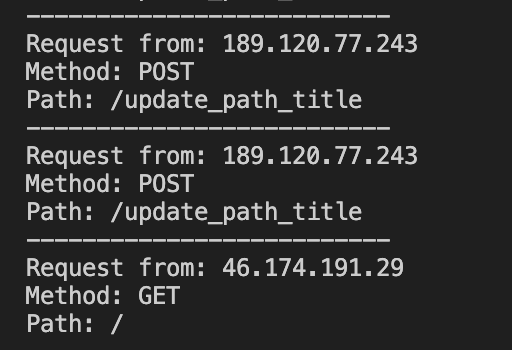 ----------------------------
Request from: 189.120.77.243
Method: POST
Path: /update_path_title
----------------------------
Request from: 189.120.77.243
Method: POST
Path: /update_path_title
----------------------------
Request from: 46.174.191.29
Method: GET
Path: /